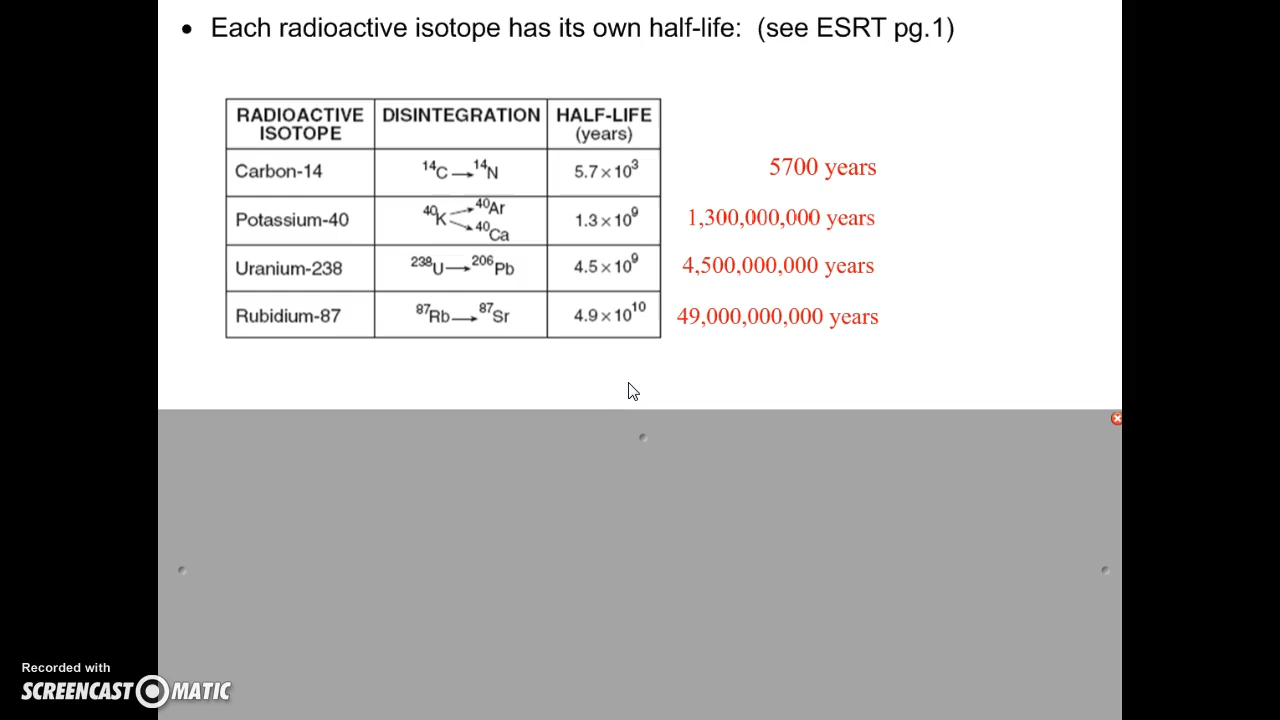 • Each radioactive isotope has its own half-life: (see ESRT pg.1)
RADIOACTIVE ISOTOPE DISINTEGRATION HALF-LIFE (years)
Carbon-14 ¹⁴C → ¹⁴N 5.7 × 10³ 5700 years
Potassium-40 ⁴⁰K → ⁴⁰Ar ⁴⁰Ca 1.3 × 10⁹ 1,300,000,000 years
Uranium-238 ²³⁸U → ²⁰⁶Pb 4.5 × 10⁹ 4,500,000,000 years
Rubidium-87 ⁸⁷Rb → ⁸⁷Sr 4.9 × 10¹⁰ 49,000,000,000 years
Recorded with
SCREENCAST MATIC